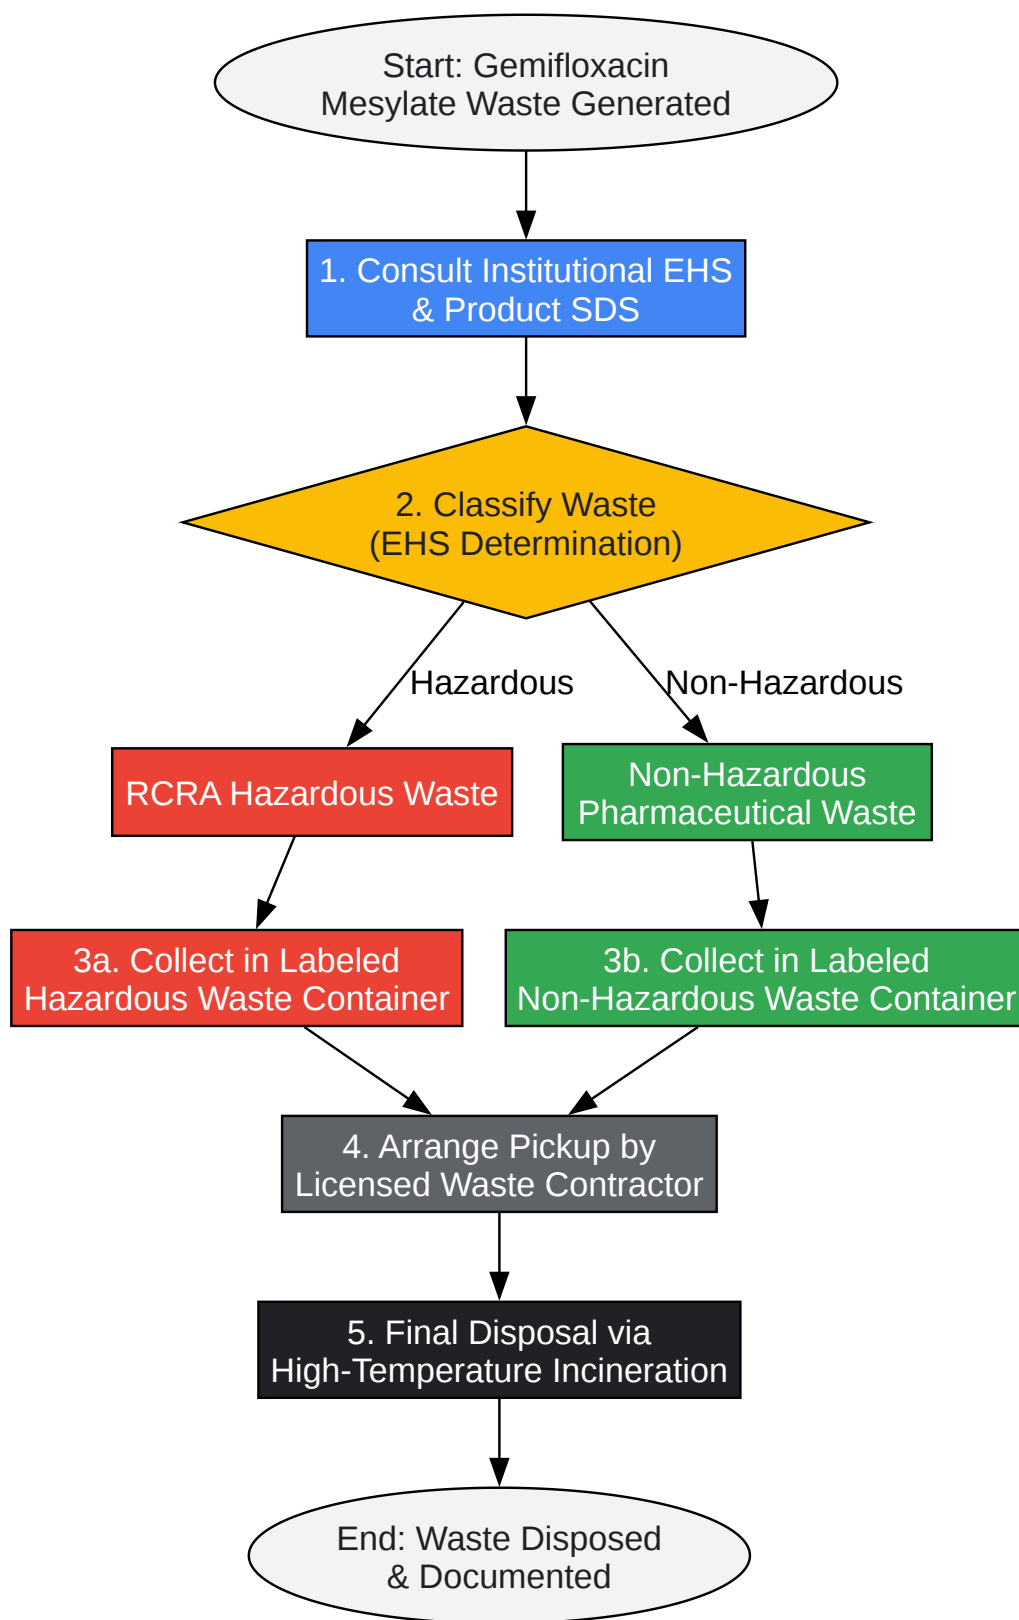 Start: Gemifloxacin
Mesylate Waste Generated
1. Consult Institutional EHS
& Product SDS
2. Classify Waste
(EHS Determination)
Hazardous
Non-Hazardous
RCRA Hazardous Waste
Non-Hazardous
Pharmaceutical Waste
3a. Collect in Labeled
Hazardous Waste Container
3b. Collect in Labeled
Non-Hazardous Waste Container
4. Arrange Pickup by
Licensed Waste Contractor
5. Final Disposal via
High-Temperature Incineration
End: Waste Disposed
& Documented